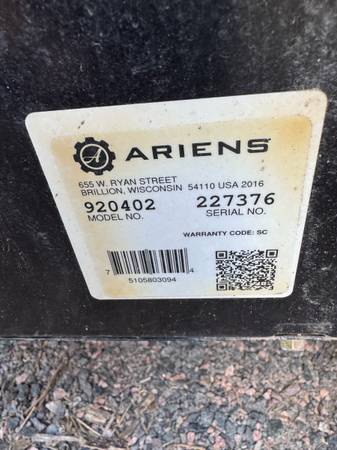 ARIENS
655 W. RYAN STREET
BRILLION, WISCONSIN 54110 USA 2016
920402 227376
MODEL NO. SERIAL NO.
WARRANTY CODE: SC
7 5105803094 4